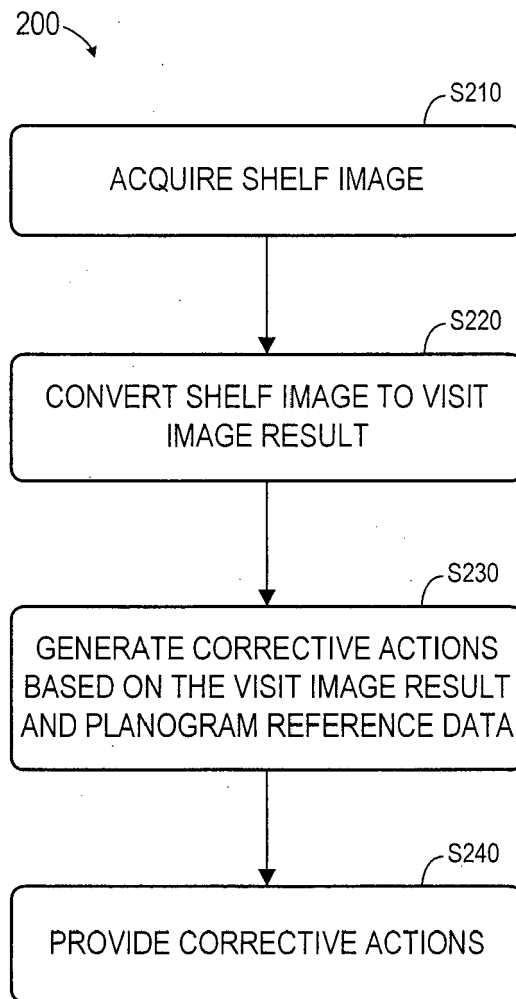 200
S210
ACQUIRE SHELF IMAGE
S220
CONVERT SHELF IMAGE TO VISIT
IMAGE RESULT
S230
GENERATE CORRECTIVE ACTIONS
BASED ON THE VISIT IMAGE RESULT
AND PLANOGRAM REFERENCE DATA
S240
PROVIDE CORRECTIVE ACTIONS